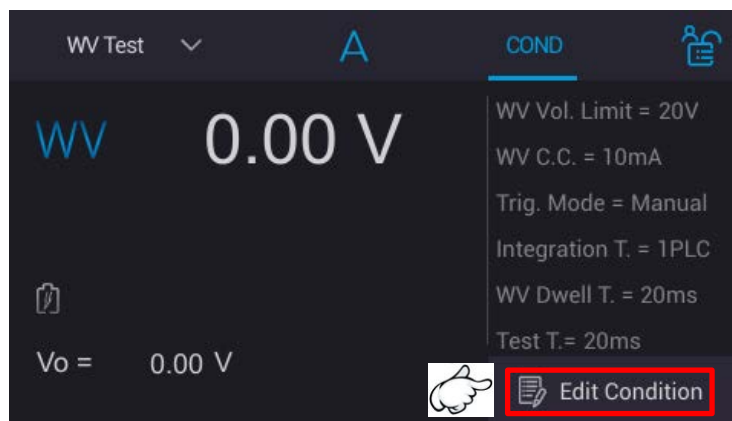 WV Test
A
COND
WV
0.00 V
WV Vol. Limit = 20V
WV C.C. = 10mA
Trig. Mode = Manual
Integration T. = 1PLC
WV Dwell T. = 20ms
Test T.= 20ms
Vo = 0.00 V
Edit Condition